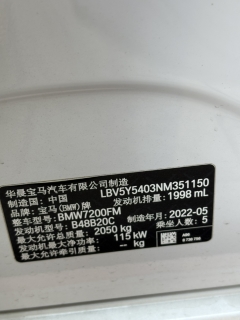 华晨宝马汽车有限公司制造
制造国: 中国 LBV5Y5403NM351150
品牌: 宝马(BMW)牌 发动机排量: 1998 mL
整车型号: BMW7200FM
发动机型号: B48B20C 制造年月: 2022-05
最大允许总质量: 2050 kg 乘坐人数: 5
发动机最大净功率: 115 kW
最大允许牵引质量: -- kg